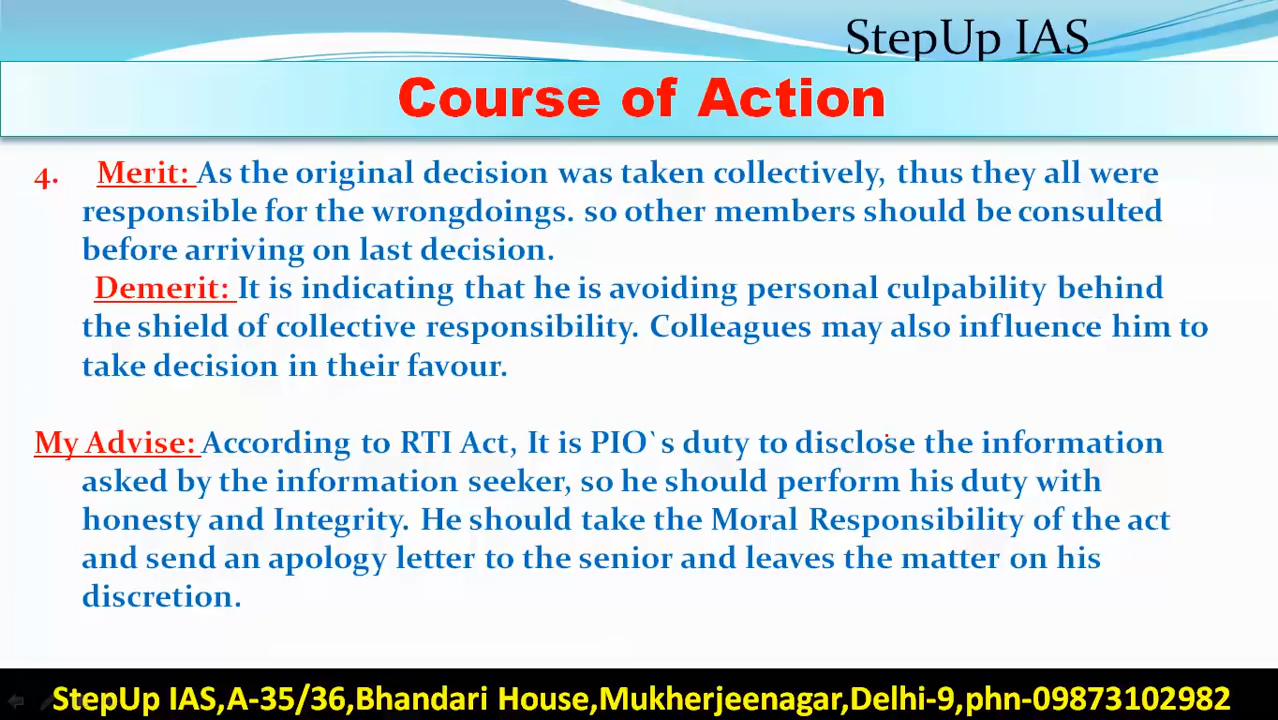 StepUp IAS
Course of Action
4. Merit: As the original decision was taken collectively, thus they all were
responsible for the wrongdoings. so other members should be consulted
before arriving on last decision.
Demerit: It is indicating that he is avoiding personal culpability behind
the shield of collective responsibility. Colleagues may also influence him to
take decision in their favour.
My Advise: According to RTI Act, It is PIO`s duty to disclose the information
asked by the information seeker, so he should perform his duty with
honesty and Integrity. He should take the Moral Responsibility of the act
and send an apology letter to the senior and leaves the matter on his
discretion.
StepUp IAS,A-35/36,Bhandari House,Mukherjeenagar,Delhi-9,phn-09873102982